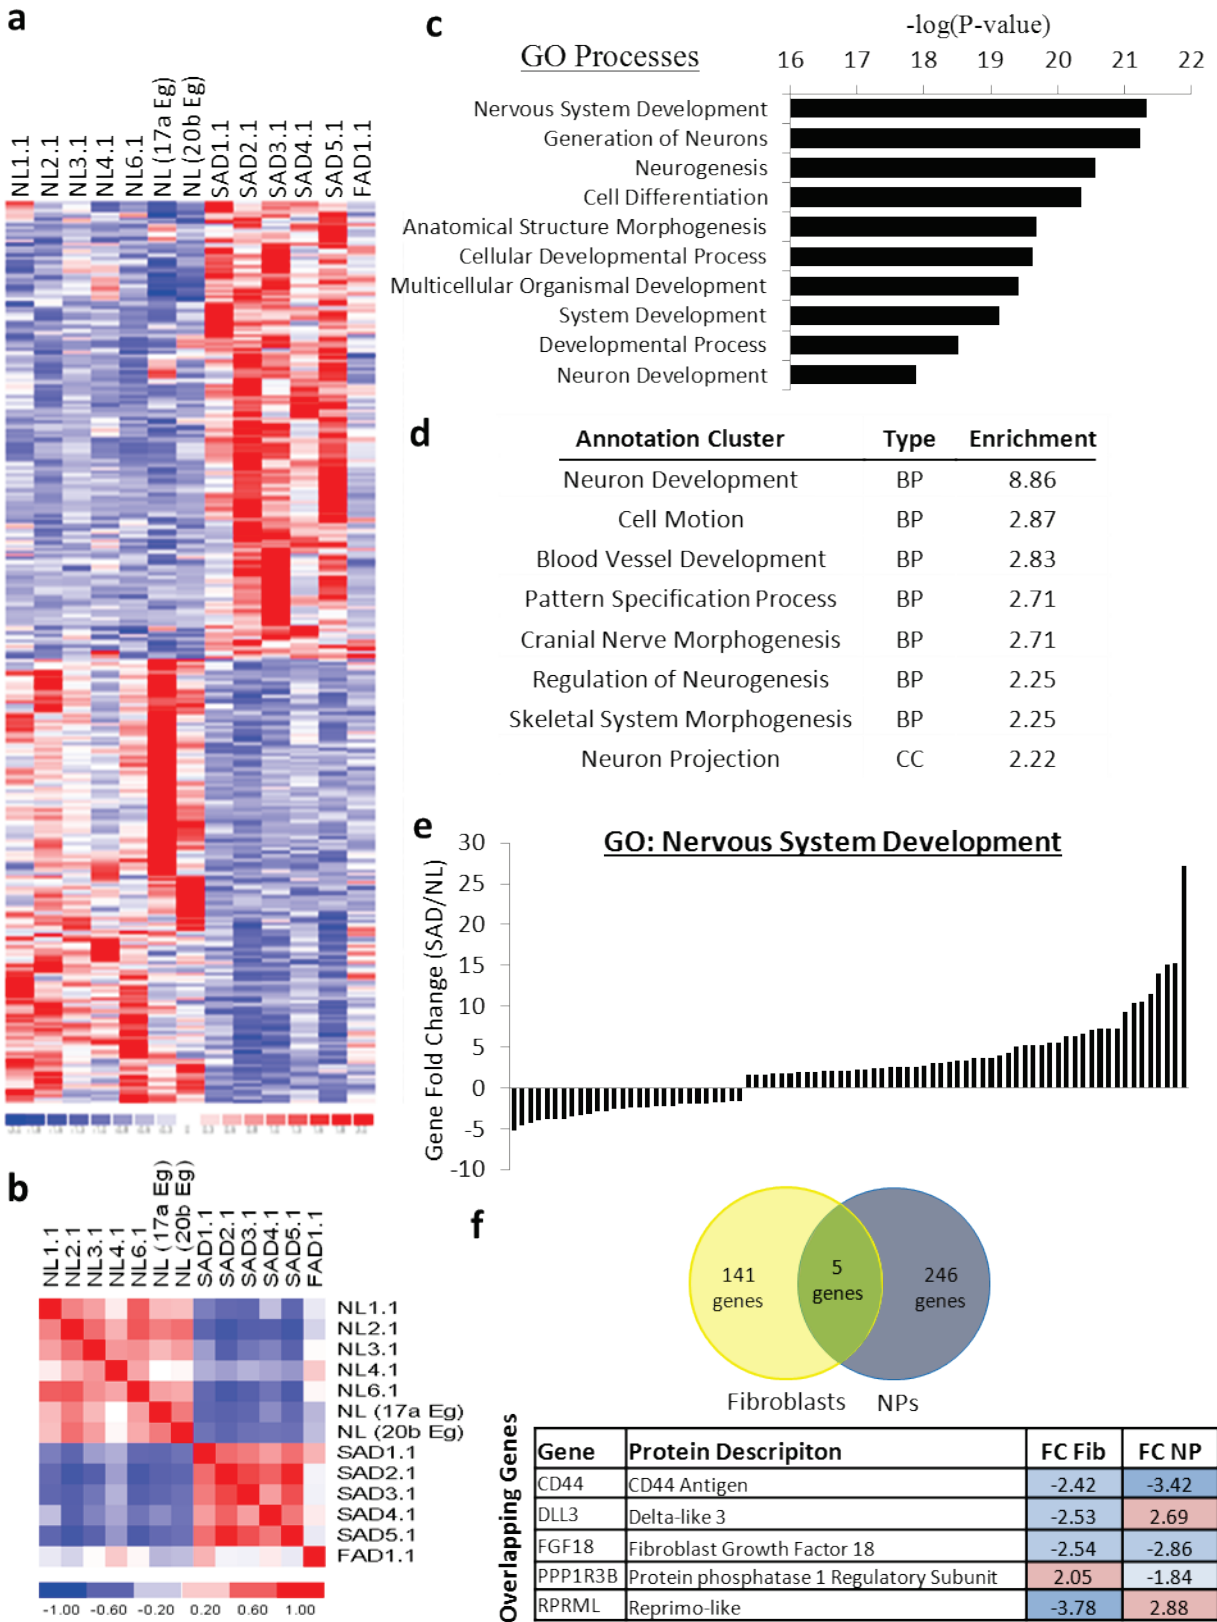 a
NL1.1
NL2.1
NL3.1
NL4.1
NL6.1
NL (17a Eg)
NL (20b Eg)
SAD1.1
SAD2.1
SAD3.1
SAD4.1
SAD5.1
FAD1.1
b
NL1.1
NL2.1
NL3.1
NL4.1
NL6.1
NL (17a Eg)
NL (20b Eg)
SAD1.1
SAD2.1
SAD3.1
SAD4.1
SAD5.1
FAD1.1
NL1.1
NL2.1
NL3.1
NL4.1
NL6.1
NL (17a Eg)
NL (20b Eg)
SAD1.1
SAD2.1
SAD3.1
SAD4.1
SAD5.1
FAD1.1
-1.00 -0.60 -0.20 0.20 0.60 1.00
c
-log(P-value)
GO Processes
16 17 18 19 20 21 22
Nervous System Development
Generation of Neurons
Neurogenesis
Cell Differentiation
Anatomical Structure Morphogenesis
Cellular Developmental Process
Multicellular Organismal Development
System Development
Developmental Process
Neuron Development
d
Annotation Cluster Type Enrichment
Neuron Development BP 8.86
Cell Motion BP 2.87
Blood Vessel Development BP 2.83
Pattern Specification Process BP 2.71
Cranial Nerve Morphogenesis BP 2.71
Regulation of Neurogenesis BP 2.25
Skeletal System Morphogenesis BP 2.25
Neuron Projection CC 2.22
e
GO: Nervous System Development
Gene Fold Change (SAD/NL)
30
25
20
15
10
5
0
-5
-10
f
141 genes
5 genes
246 genes
Fibroblasts NPs
Overlapping Genes
Gene Protein Descripiton FC Fib FC NP
CD44 CD44 Antigen -2.42 -3.42
DLL3 Delta-like 3 -2.53 2.69
FGF18 Fibroblast Growth Factor 18 -2.54 -2.86
PPP1R3B Protein phosphatase 1 Regulatory Subunit 2.05 -1.84
RPRML Reprimo-like -3.78 2.88